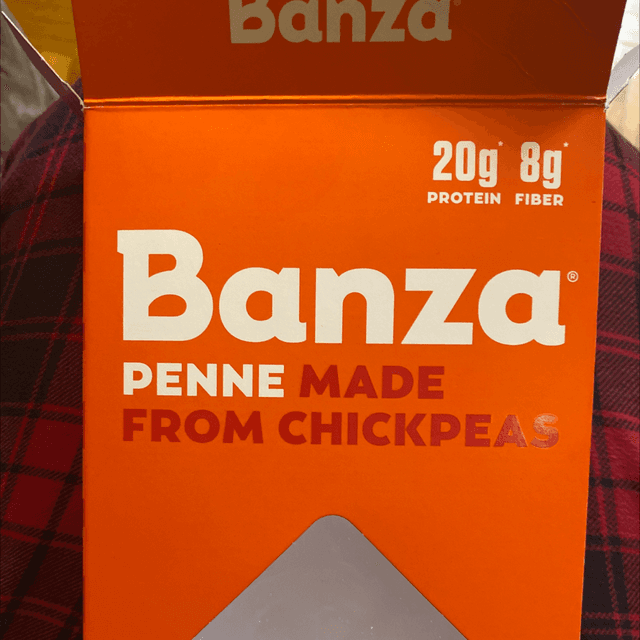 Banza
20g* 8g*
PROTEIN FIBER
Banza®
PENNE MADE
FROM CHICKPEAS